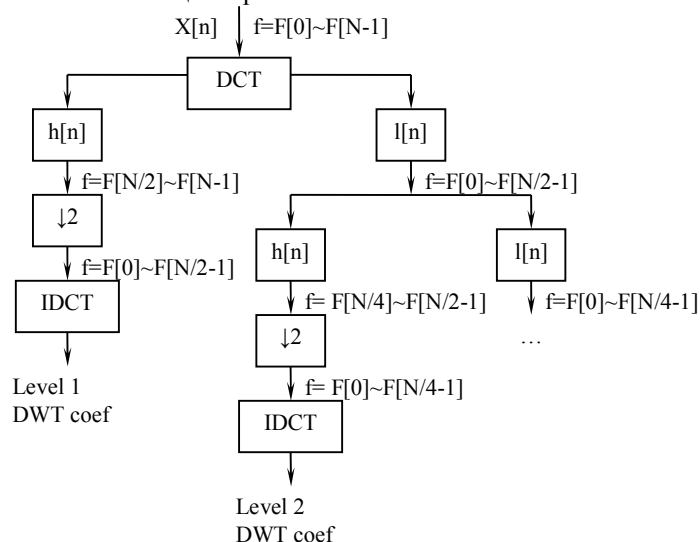 X[n] f=F[0]~F[N-1]
DCT
h[n] l[n]
f=F[N/2]~F[N-1] f=F[0]~F[N/2-1]
↓2 h[n] l[n]
f=F[0]~F[N/2-1] f= F[N/4]~F[N/2-1] f=F[0]~F[N/4-1]
IDCT ↓2 …
Level 1 f= F[0]~F[N/4-1]
DWT coef IDCT
Level 2
DWT coef